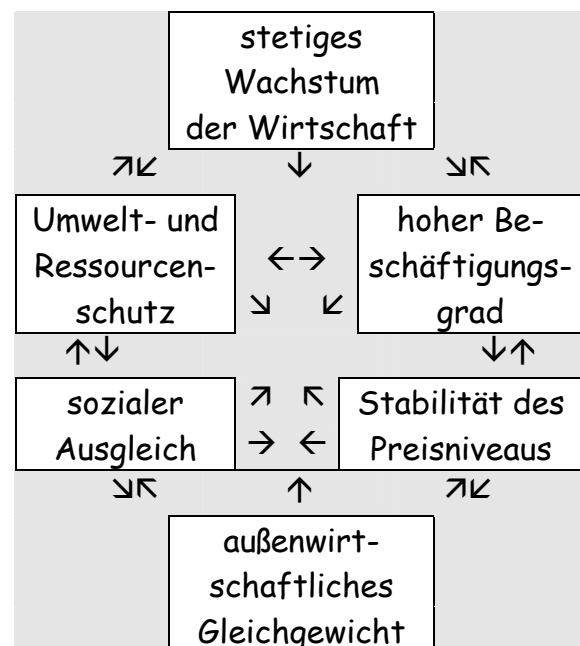 stetiges
Wachstum
der Wirtschaft
↗↙ ↓ ↘↖
Umwelt- und
Ressourcen-
schutz
←→
↘ ↙
hoher Be-
schäftigungs-
grad
↑↓ ↓↑
sozialer
Ausgleich
↗ ↖
→ ←
Stabilität des
Preisniveaus
↘↖ ↑ ↗↙
außenwirt-
schaftliches
Gleichgewicht